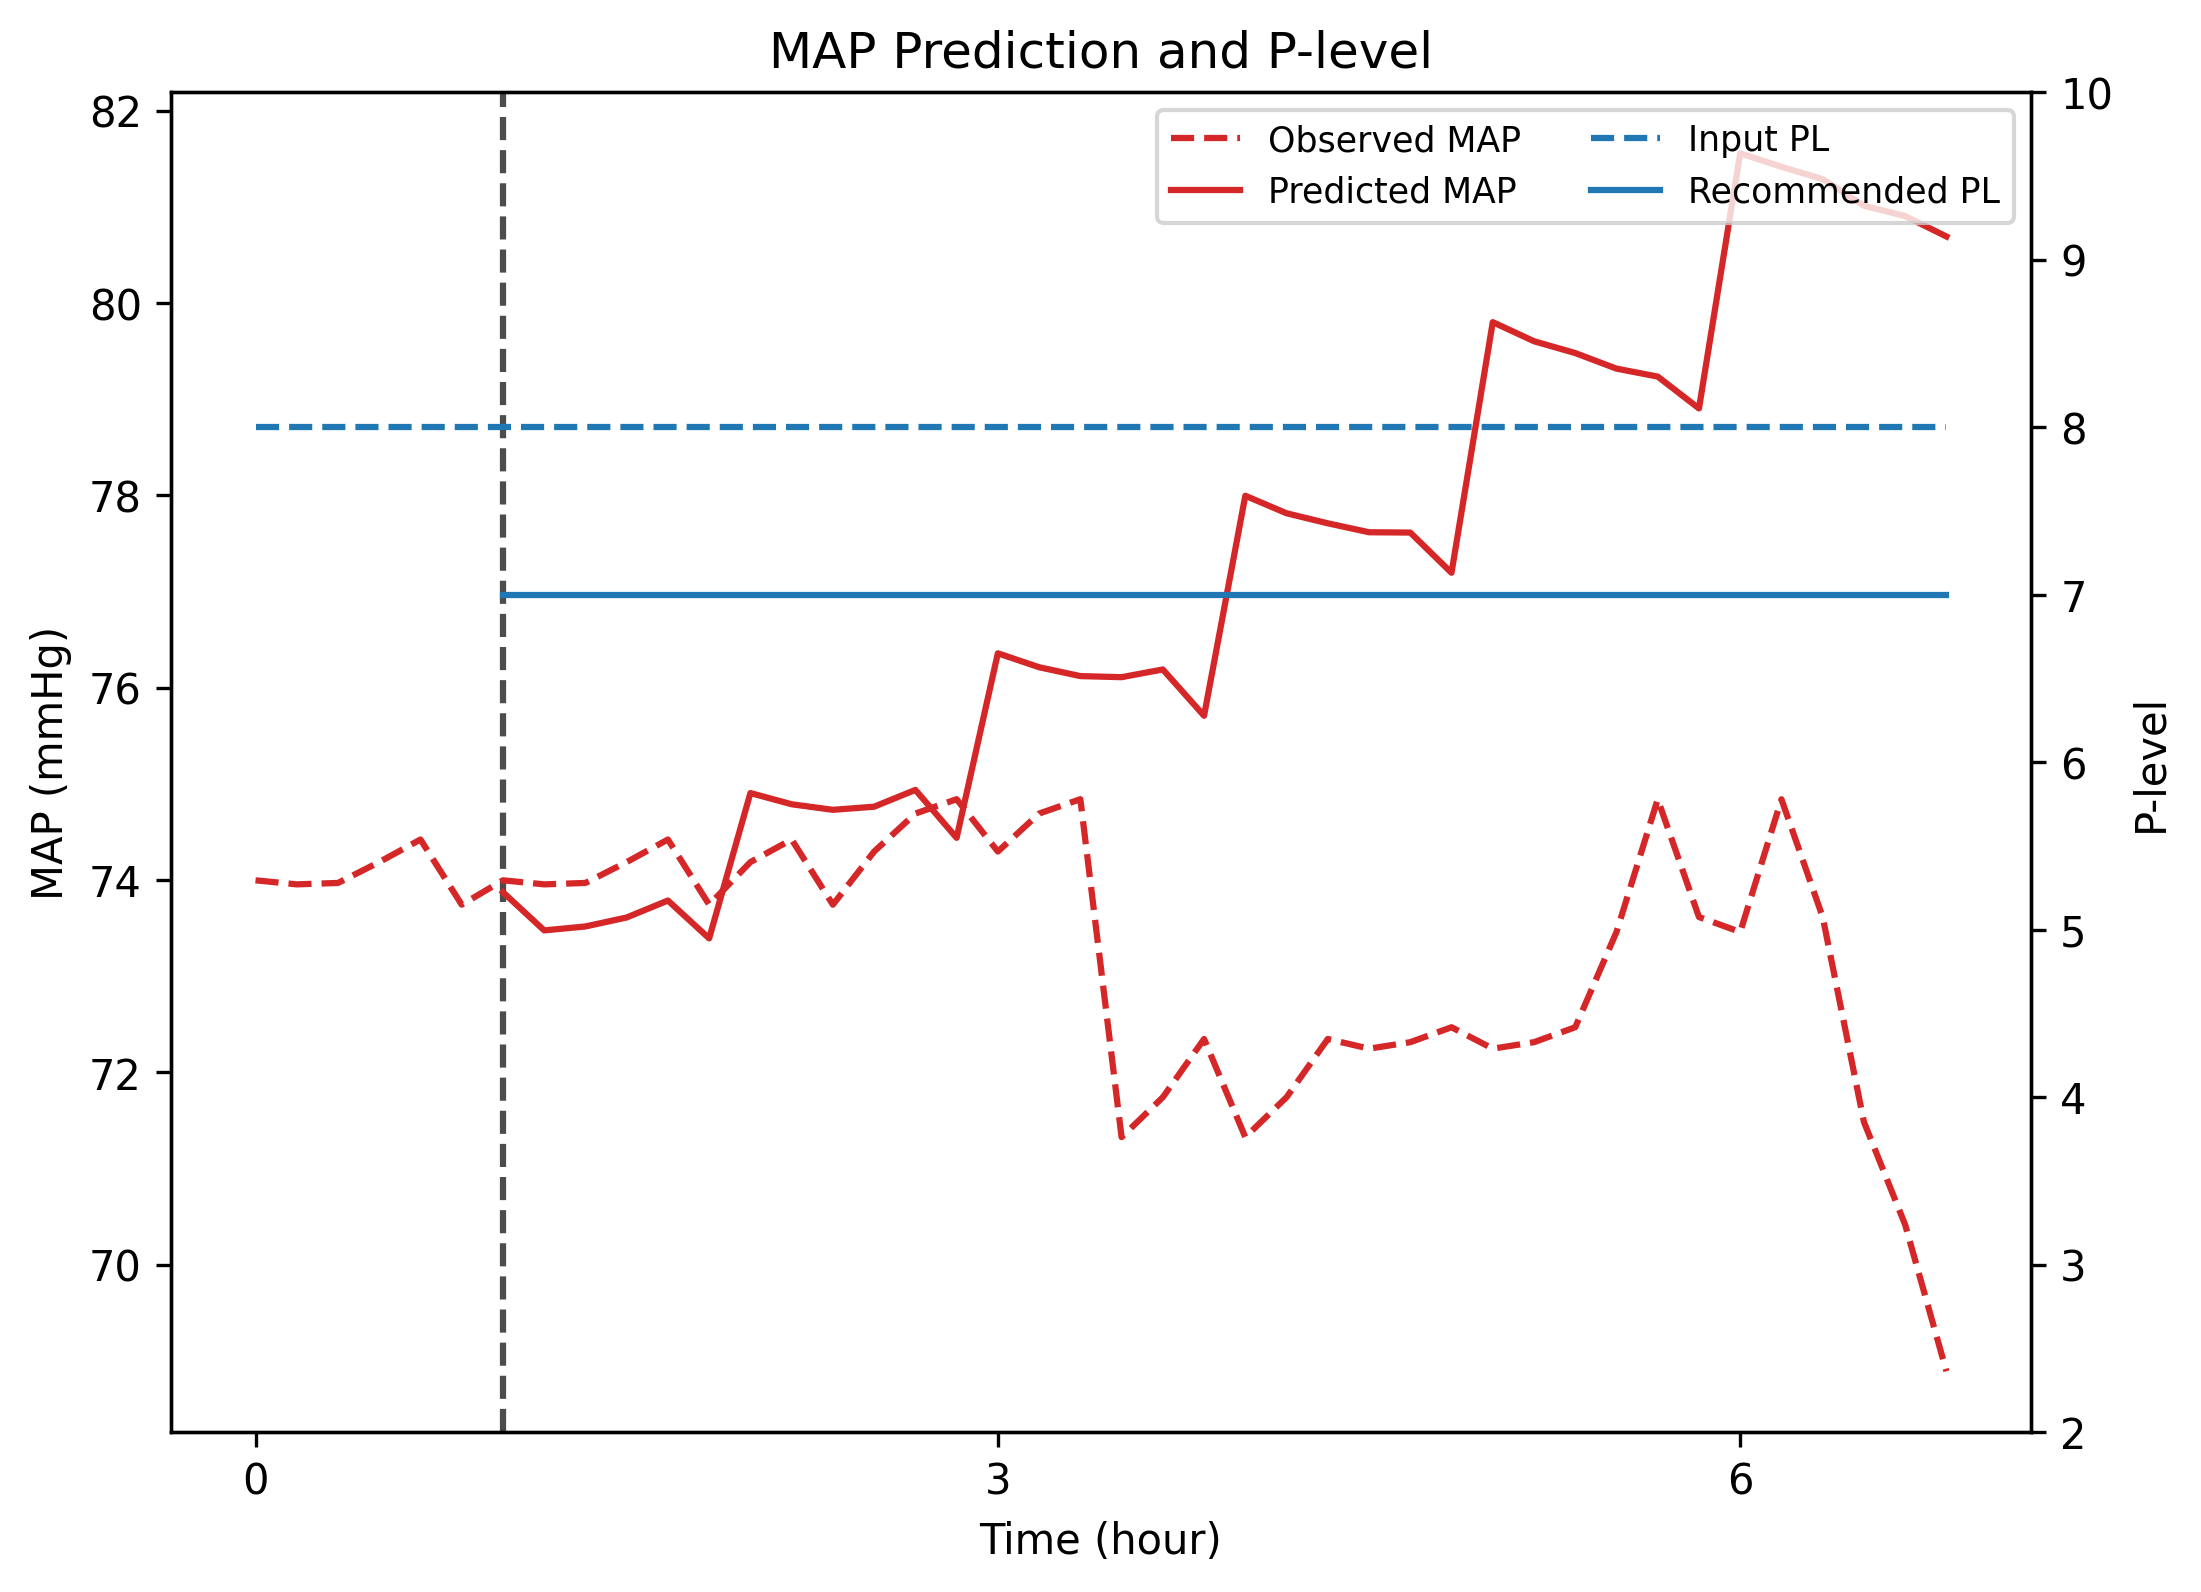 MAP Prediction and P-level
Observed MAP
Predicted MAP
Input PL
Recommended PL
MAP (mmHg)
82
80
78
76
74
72
70
P-level
10
9
8
7
6
5
4
3
2
0
3
6
Time (hour)